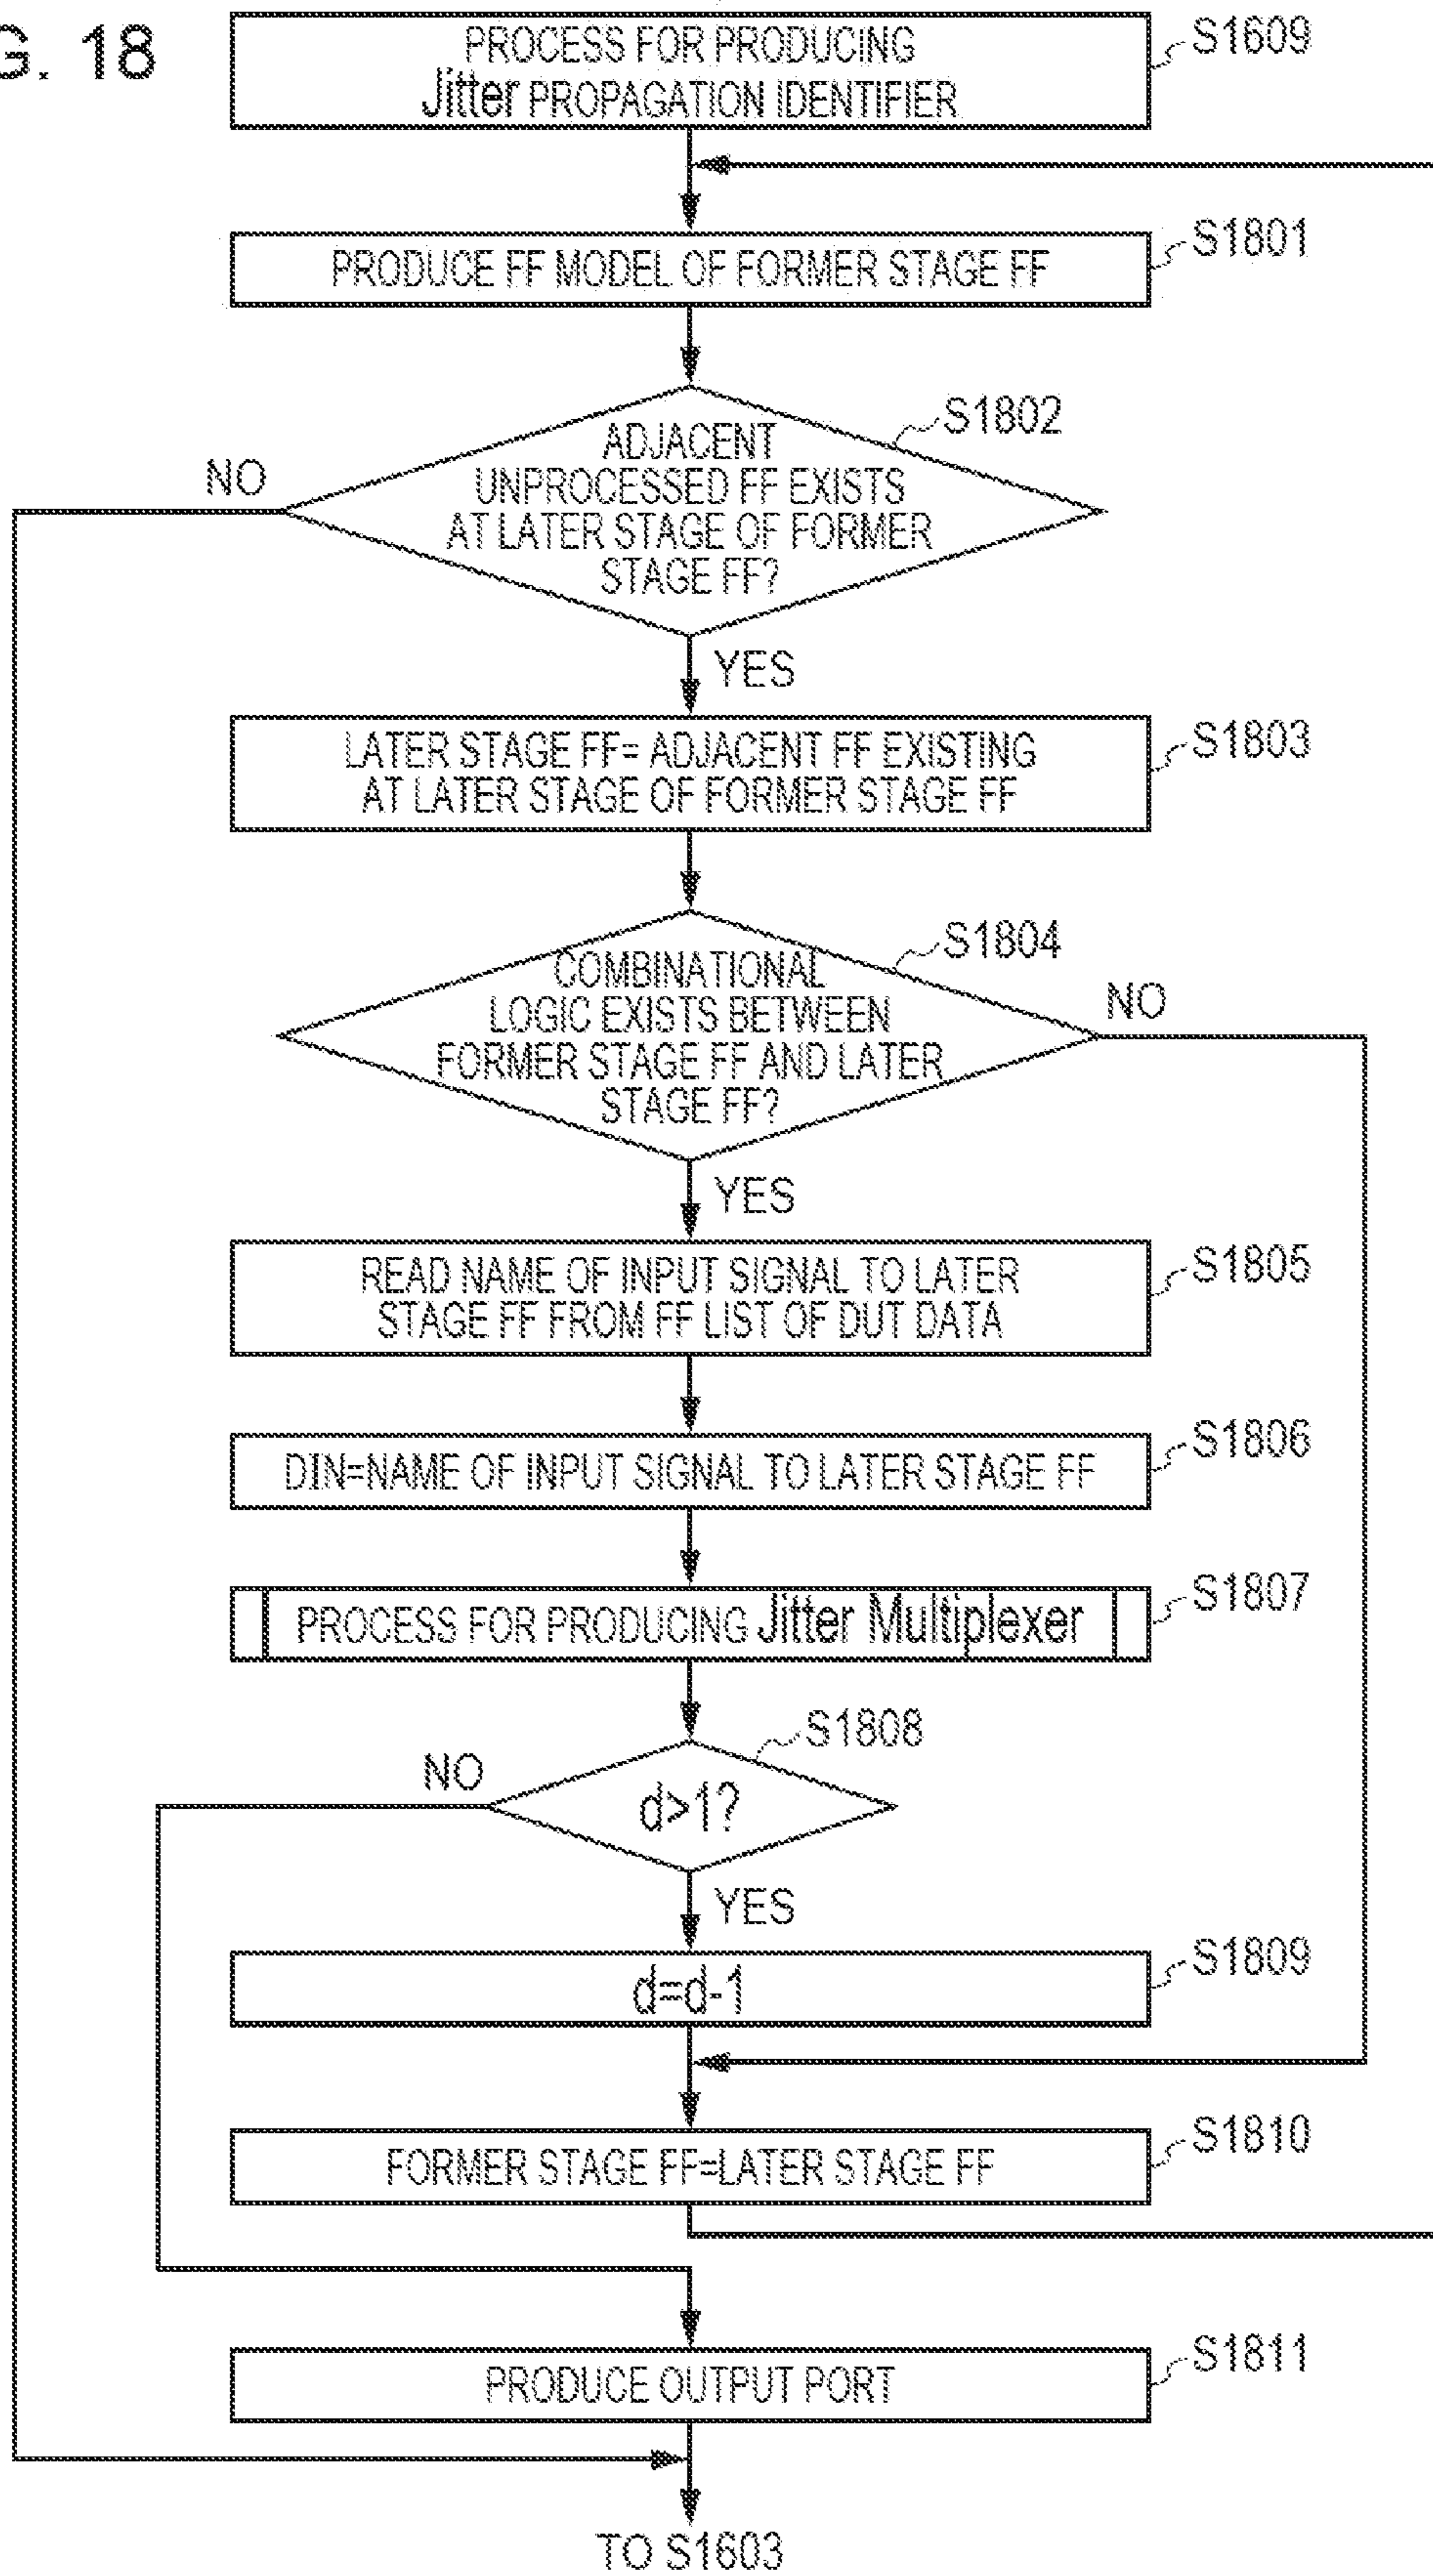 G. 18
PROCESS FOR PRODUCING
Jitter PROPAGATION IDENTIFIER
S1609
PRODUCE FF MODEL OF FORMER STAGE FF
S1801
S1802
ADJACENT
UNPROCESSED FF EXISTS
AT LATER STAGE OF FORMER
STAGE FF?
NO
YES
LATER STAGE FF= ADJACENT FF EXISTING
AT LATER STAGE OF FORMER STAGE FF
S1803
S1804
COMBINATIONAL
LOGIC EXISTS BETWEEN
FORMER STAGE FF AND LATER
STAGE FF?
NO
YES
READ NAME OF INPUT SIGNAL TO LATER
STAGE FF FROM FF LIST OF DUT DATA
S1805
DIN=NAME OF INPUT SIGNAL TO LATER STAGE FF
S1806
PROCESS FOR PRODUCING Jitter Multiplexer
S1807
S1808
NO
d>1?
YES
d=d-1
S1809
FORMER STAGE FF=LATER STAGE FF
S1810
PRODUCE OUTPUT PORT
S1811
TO S1603